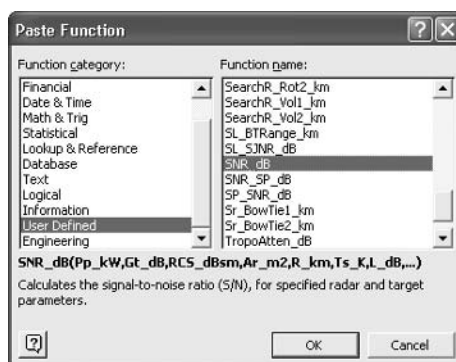 Paste Function
Function category:
Financial
Date & Time
Math & Trig
Statistical
Lookup & Reference
Database
Text
Logical
Information
User Defined
Engineering
Function name:
SearchR_Rot2_km
SearchR_Vol1_km
SearchR_Vol2_km
SL_BTRange_km
SL_SJNR_dB
SNR_dB
SNR_SP_dB
SP_SNR_dB
Sr_BowTie1_km
Sr_BowTie2_km
TropoAtten_dB
SNR_dB(Pp_kW,Gt_dB,RCS_dBsm,Ar_m2,R_km,Ts_K,L_dB,...)
Calculates the signal-to-noise ratio (S/N), for specified radar and target
parameters.
OK
Cancel